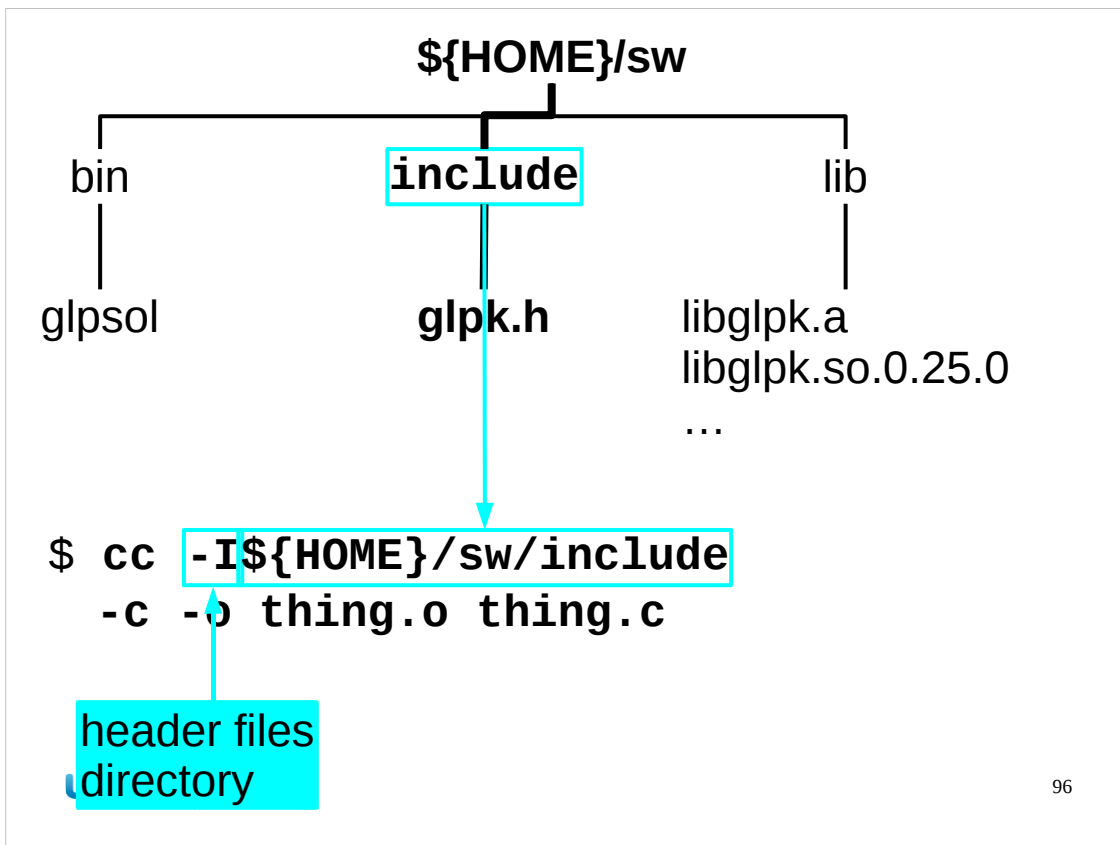 ${HOME}/sw
bin include lib
glpsol glpk.h libglpk.a
libglpk.so.0.25.0
…
$ cc -I${HOME}/sw/include
-c -o thing.o thing.c
header files
directory
96